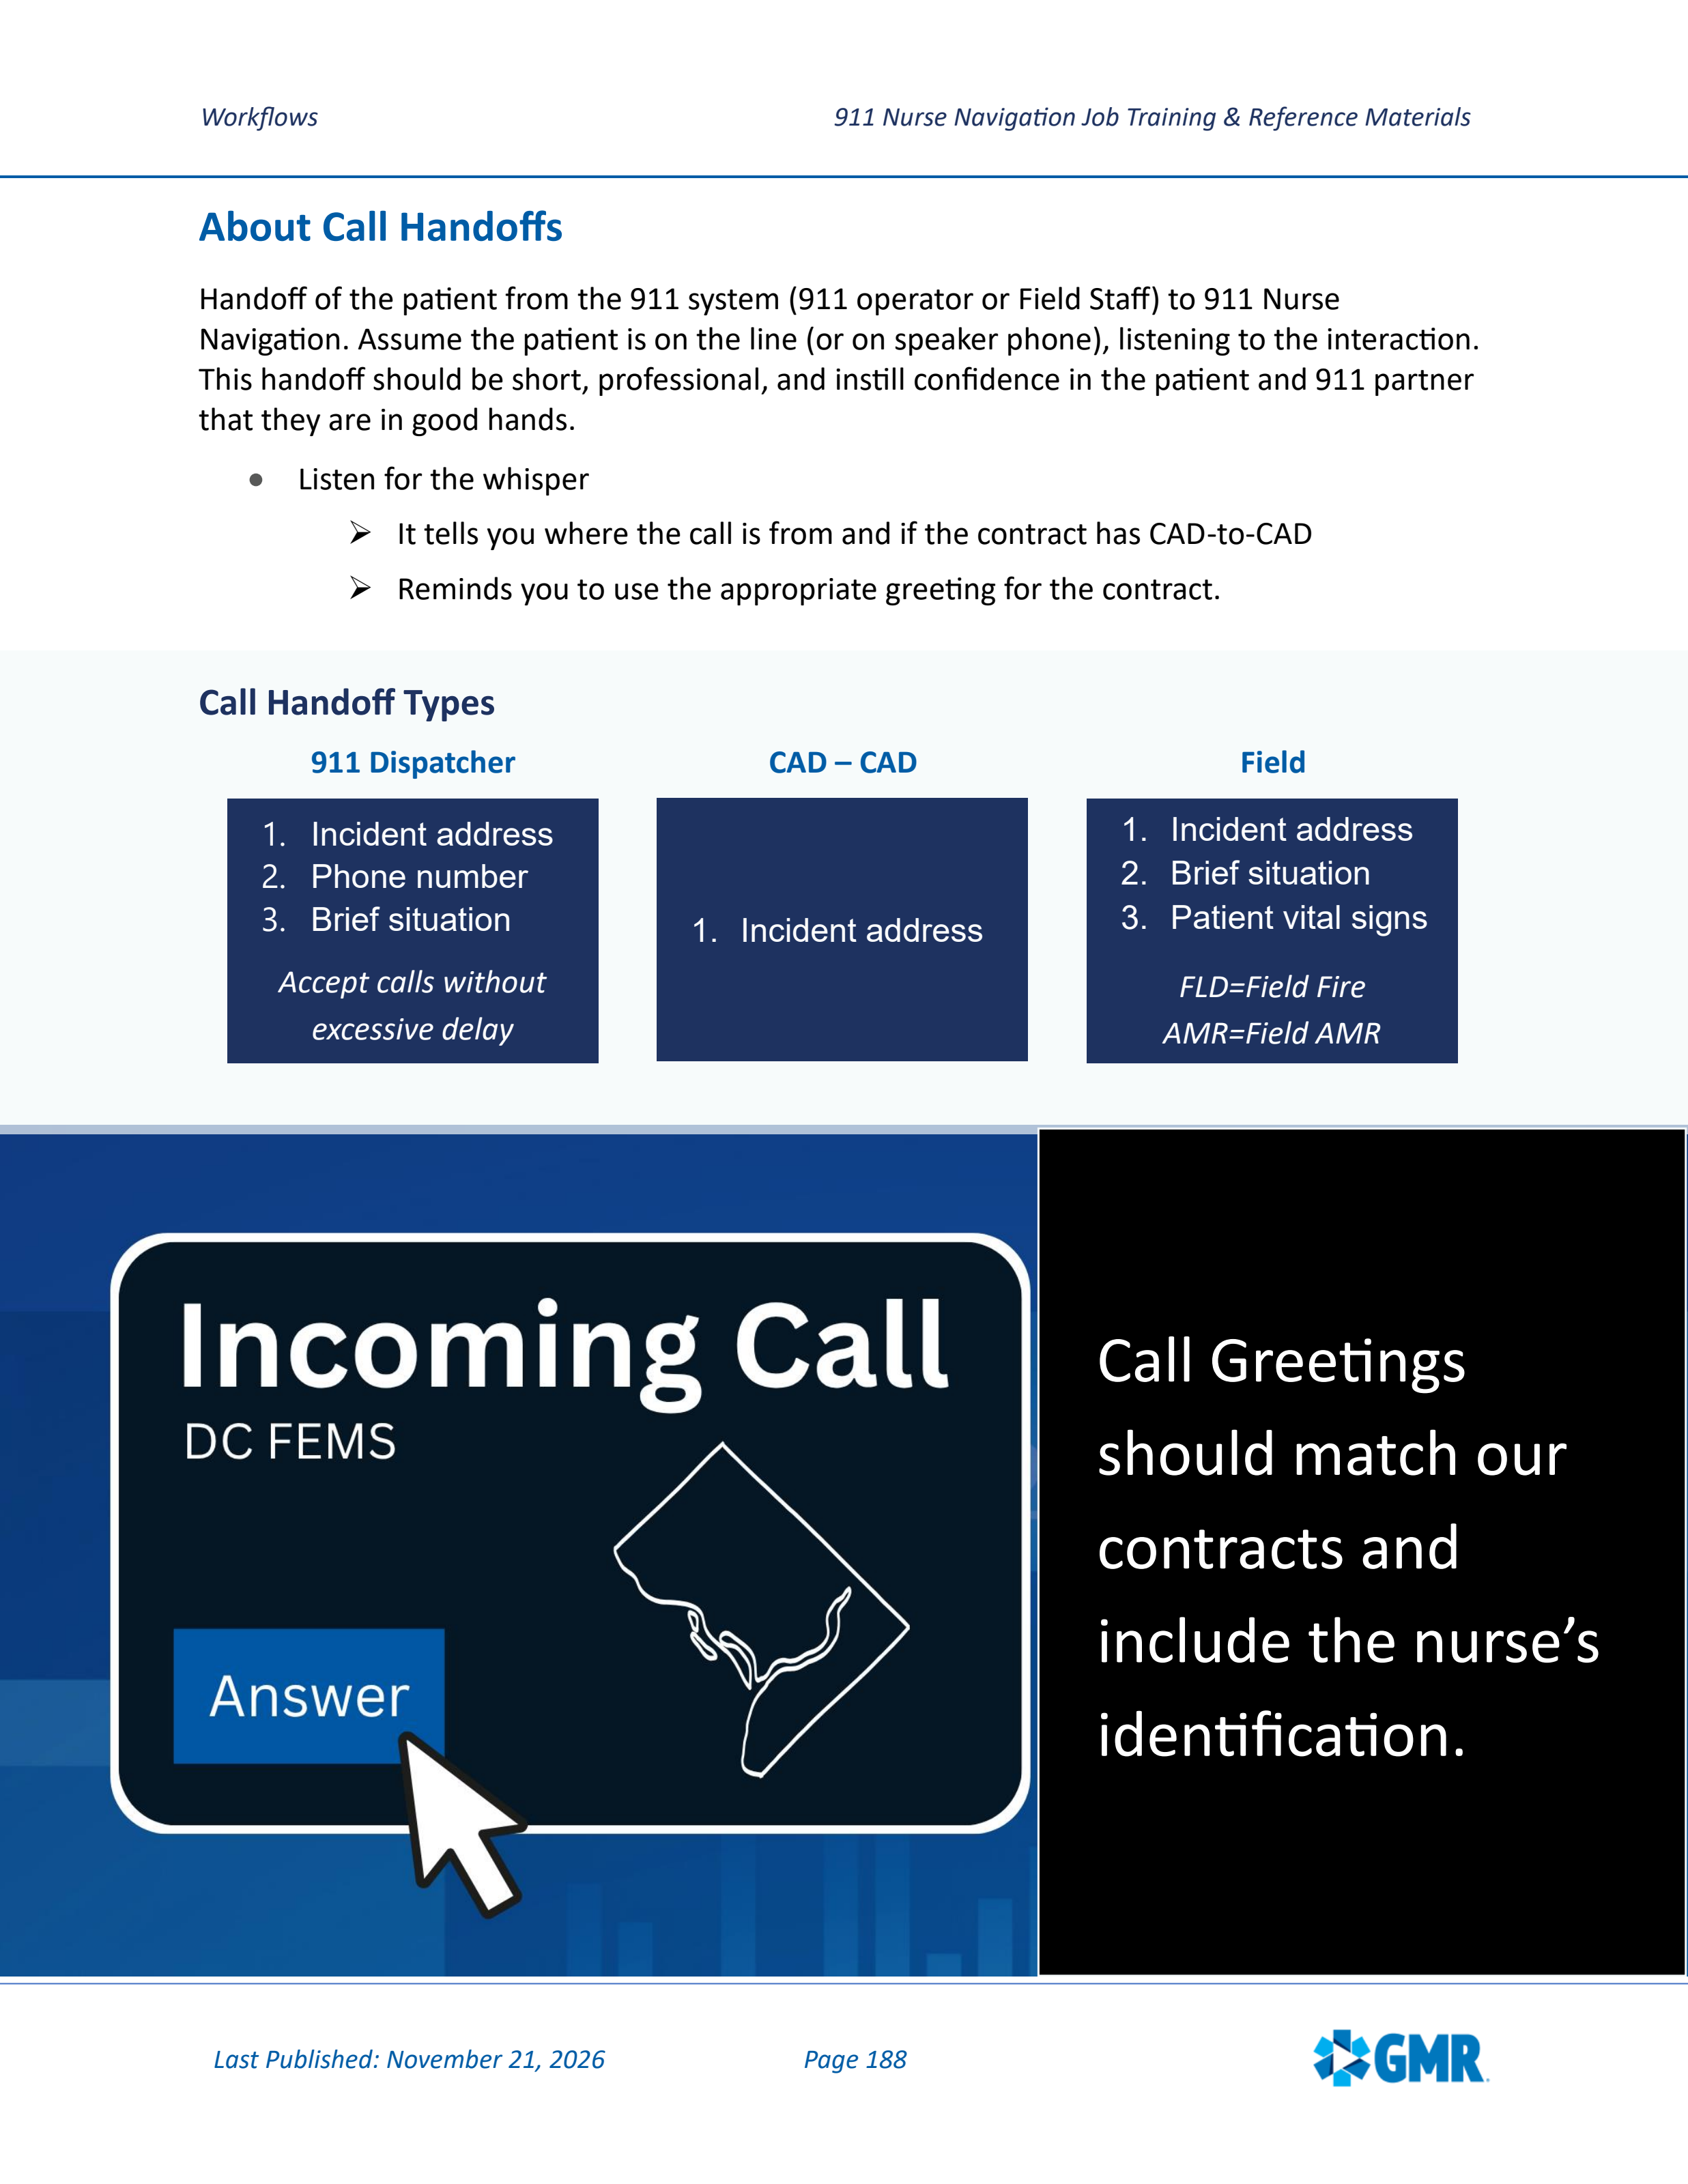 Workflows
911 Nurse Navigation Job Training & Reference Materials
About Call Handoffs
Handoff of the patient from the 911 system (911 operator or Field Staff) to 911 Nurse
Navigation. Assume the patient is on the line (or on speaker phone), listening to the interaction.
This handoff should be short, professional, and instill confidence in the patient and 911 partner
that they are in good hands.
● Listen for the whisper
➢ It tells you where the call is from and if the contract has CAD-to-CAD
➢ Reminds you to use the appropriate greeting for the contract.
Call Handoff Types
911 Dispatcher
1. Incident address
2. Phone number
3. Brief situation
Accept calls without
excessive delay
CAD – CAD
1. Incident address
Field
1. Incident address
2. Brief situation
3. Patient vital signs
FLD=Field Fire
AMR=Field AMR
Incoming Call
DC FEMS
Answer
Call Greetings
should match our
contracts and
include the nurse’s
identification.
Last Published: November 21, 2026
Page 188
GMR